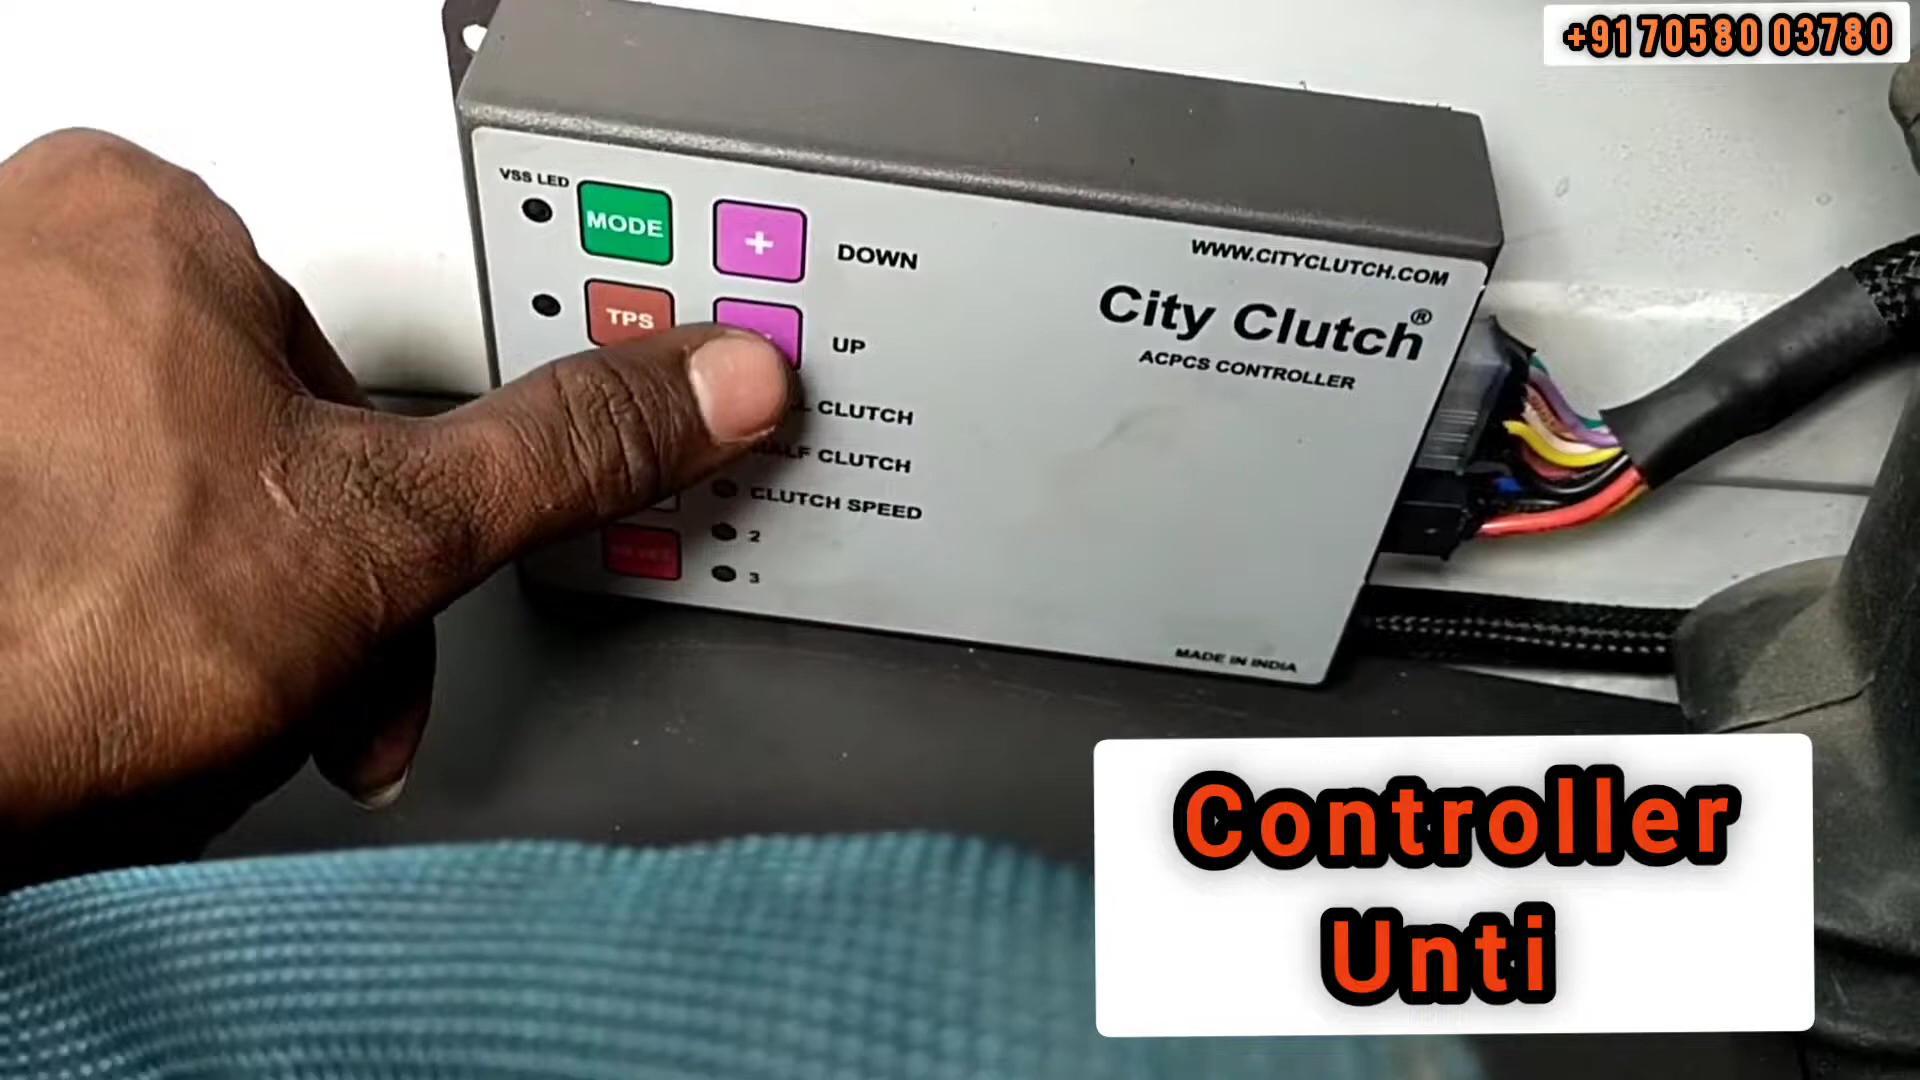 +91 70580 03780
VSS LED
MODE
+
DOWN
TPS
UP
CLUTCH
HALF CLUTCH
CLUTCH SPEED
2
3
WWW.CITYCLUTCH.COM
City Clutch®
ACPCS CONTROLLER
MADE IN INDIA
Controller
Unti